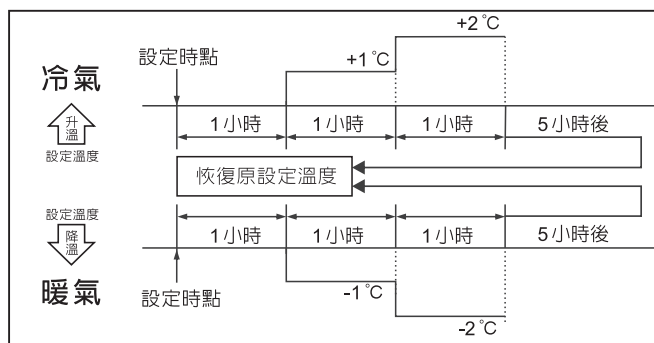 +2°C
設定時點
+1°C
冷氣
升溫
設定溫度
1小時
1小時
1小時
5小時後
恢復原設定溫度
設定溫度
降溫
1小時
1小時
1小時
5小時後
暖氣
設定時點
-1°C
-2°C